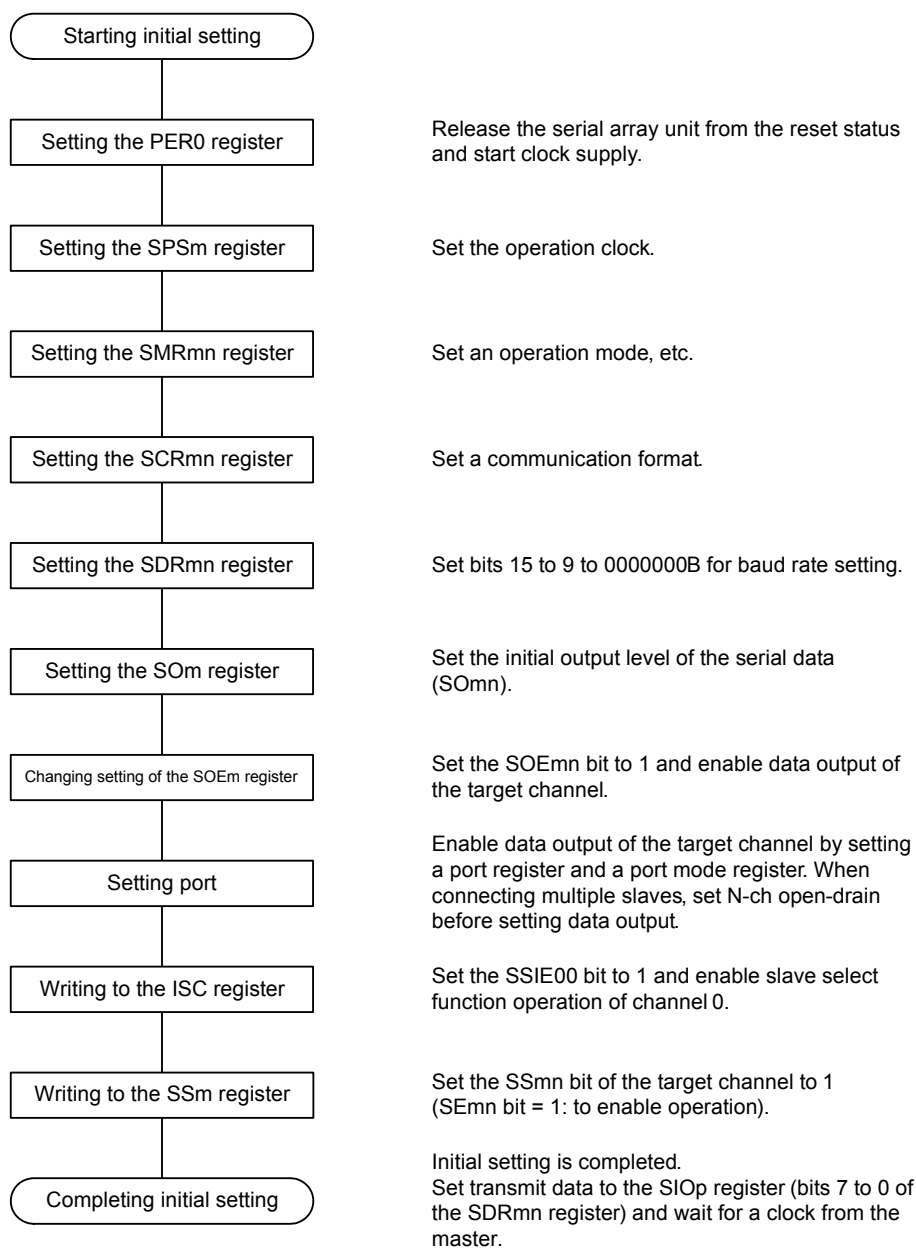 Starting initial setting
Setting the PER0 register
Release the serial array unit from the reset status
and start clock supply.
Setting the SPSm register
Set the operation clock.
Setting the SMRmn register
Set an operation mode, etc.
Setting the SCRmn register
Set a communication format.
Setting the SDRmn register
Set bits 15 to 9 to 0000000B for baud rate setting.
Setting the SOm register
Set the initial output level of the serial data
(SOmn).
Changing setting of the SOEm register
Set the SOEmn bit to 1 and enable data output of
the target channel.
Setting port
Enable data output of the target channel by setting
a port register and a port mode register. When
connecting multiple slaves, set N-ch open-drain
before setting data output.
Writing to the ISC register
Set the SSIE00 bit to 1 and enable slave select
function operation of channel 0.
Writing to the SSm register
Set the SSmn bit of the target channel to 1
(SEmn bit = 1: to enable operation).
Completing initial setting
Initial setting is completed.
Set transmit data to the SIOp register (bits 7 to 0 of
the SDRmn register) and wait for a clock from the
master.